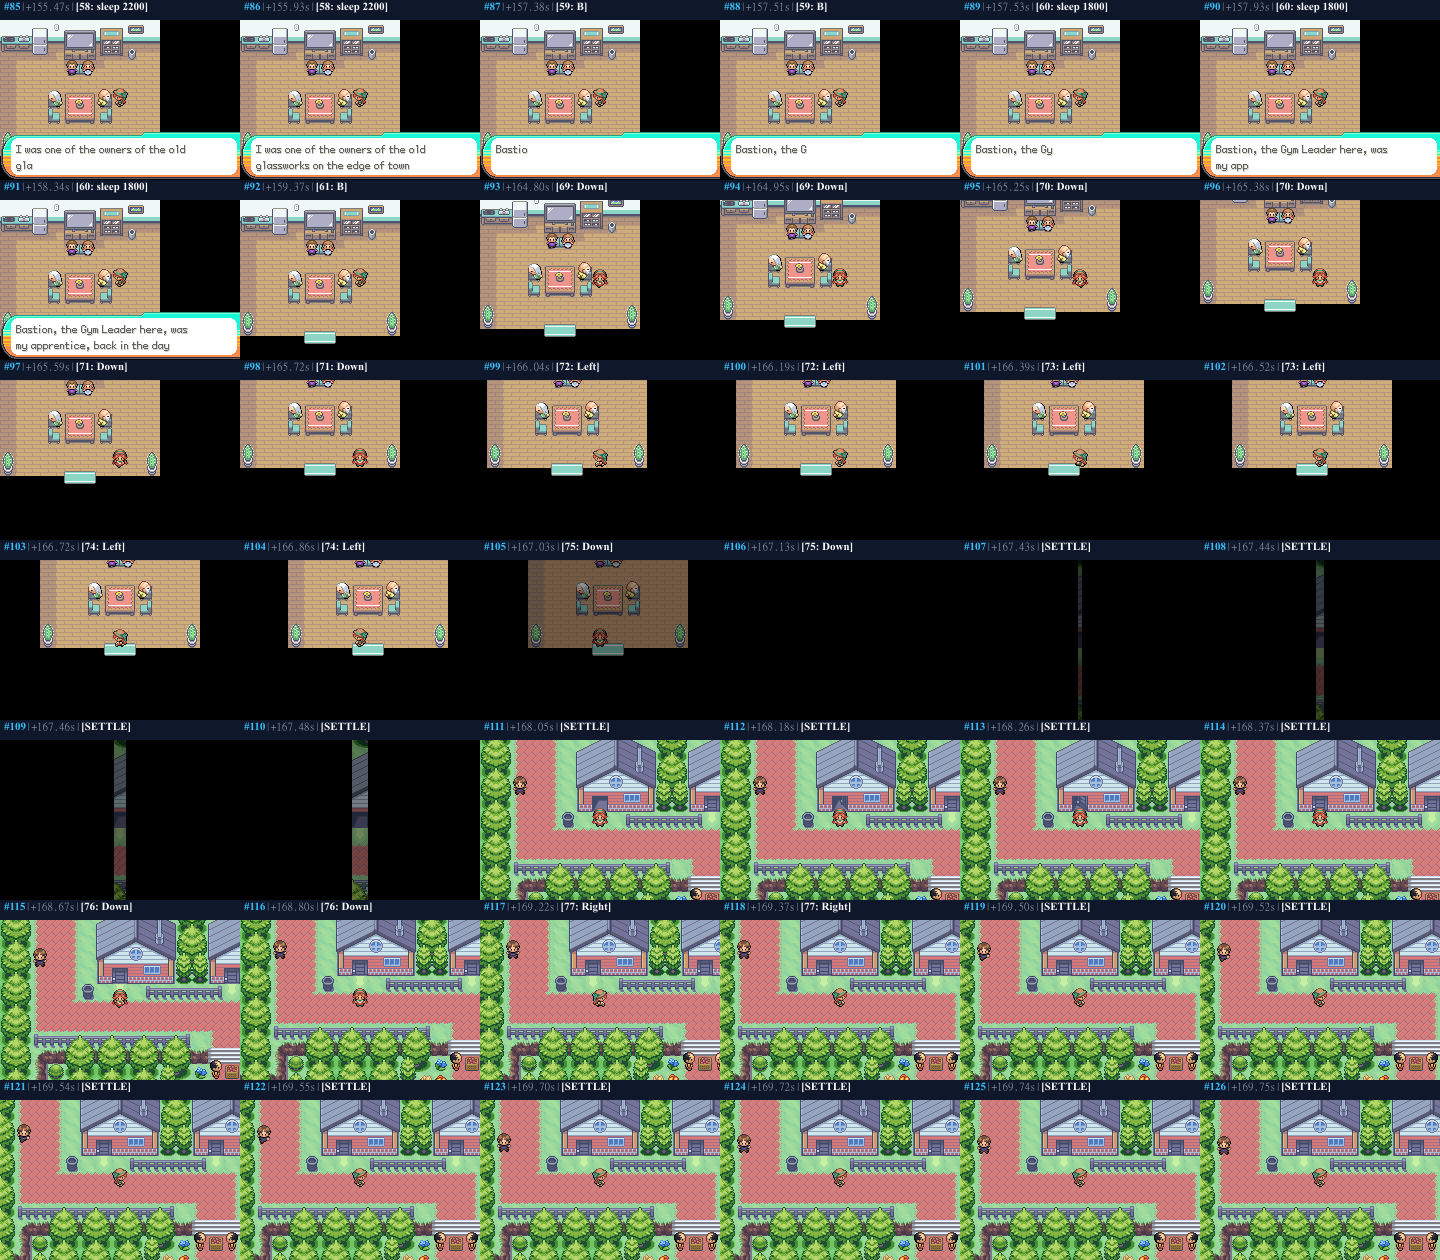 #85 | +155.47s | [58: sleep 2200]
#86 | +155.93s | [58: sleep 2200]
#87 | +157.38s | [59: B]
#88 | +157.51s | [59: B]
#89 | +157.53s | [60: sleep 1800]
#90 | +157.93s | [60: sleep 1800]
I was one of the owners of the old
gla
I was one of the owners of the old
glassworks on the edge of town
Bastio
Bastion, the G
Bastion, the Gy
Bastion, the Gym Leader here, was
my app
#91 | +158.34s | [60: sleep 1800]
#92 | +159.37s | [61: B]
#93 | +164.80s | [69: Down]
#94 | +164.95s | [69: Down]
#95 | +165.25s | [70: Down]
#96 | +165.38s | [70: Down]
Bastion, the Gym Leader here, was
my apprentice, back in the day
#97 | +165.59s | [71: Down]
#98 | +165.72s | [71: Down]
#99 | +166.04s | [72: Left]
#100 | +166.19s | [72: Left]
#101 | +166.39s | [73: Left]
#102 | +166.52s | [73: Left]
#103 | +166.72s | [74: Left]
#104 | +166.86s | [74: Left]
#105 | +167.03s | [75: Down]
#106 | +167.13s | [75: Down]
#107 | +167.43s | [SETTLE]
#108 | +167.44s | [SETTLE]
#109 | +167.46s | [SETTLE]
#110 | +167.48s | [SETTLE]
#111 | +168.05s | [SETTLE]
#112 | +168.18s | [SETTLE]
#113 | +168.26s | [SETTLE]
#114 | +168.37s | [SETTLE]
#115 | +168.67s | [76: Down]
#116 | +168.80s | [76: Down]
#117 | +169.22s | [77: Right]
#118 | +169.37s | [77: Right]
#119 | +169.50s | [SETTLE]
#120 | +169.52s | [SETTLE]
#121 | +169.54s | [SETTLE]
#122 | +169.55s | [SETTLE]
#123 | +169.70s | [SETTLE]
#124 | +169.72s | [SETTLE]
#125 | +169.74s | [SETTLE]
#126 | +169.75s | [SETTLE]